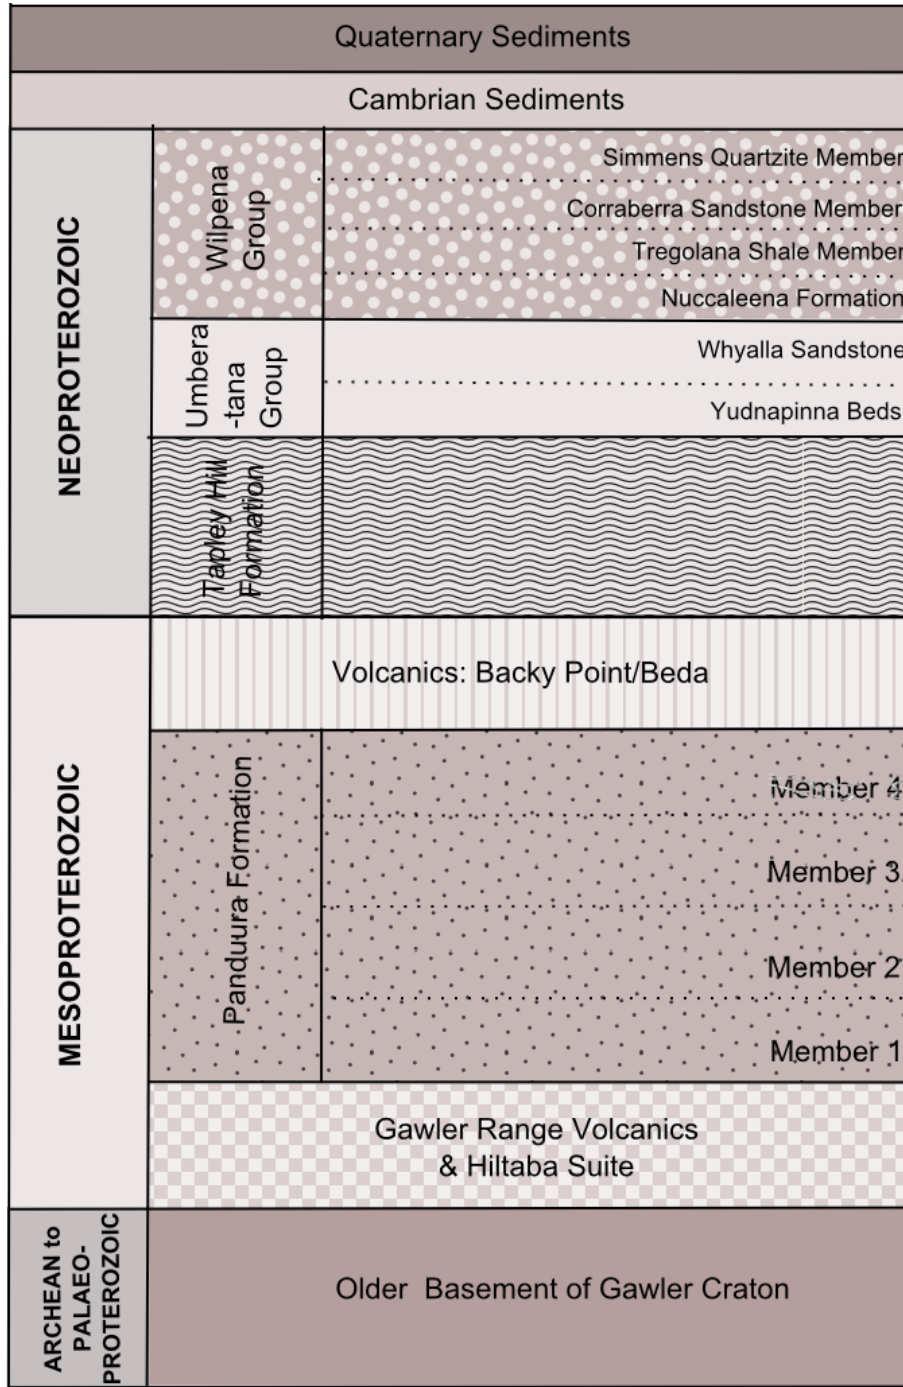 Quaternary Sediments
Cambrian Sediments
NEOPROTEROZOIC
Wilpena
Group
Simmens Quartzite Member
Corraberra Sandstone Member
Tregolana Shale Member
Nuccaleena Formation
Umbera
-tana
Group
Whyalla Sandstone
Yudnapinna Beds
Tapley Hill
Formation
MESOPROTEROZOIC
Volcanics: Backy Point/Beda
Panduura Formation
Member 4
Member 3
Member 2
Member 1
Gawler Range Volcanics
& Hiltaba Suite
ARCHEAN to
PALAEO-
PROTEROZOIC
Older Basement of Gawler Craton